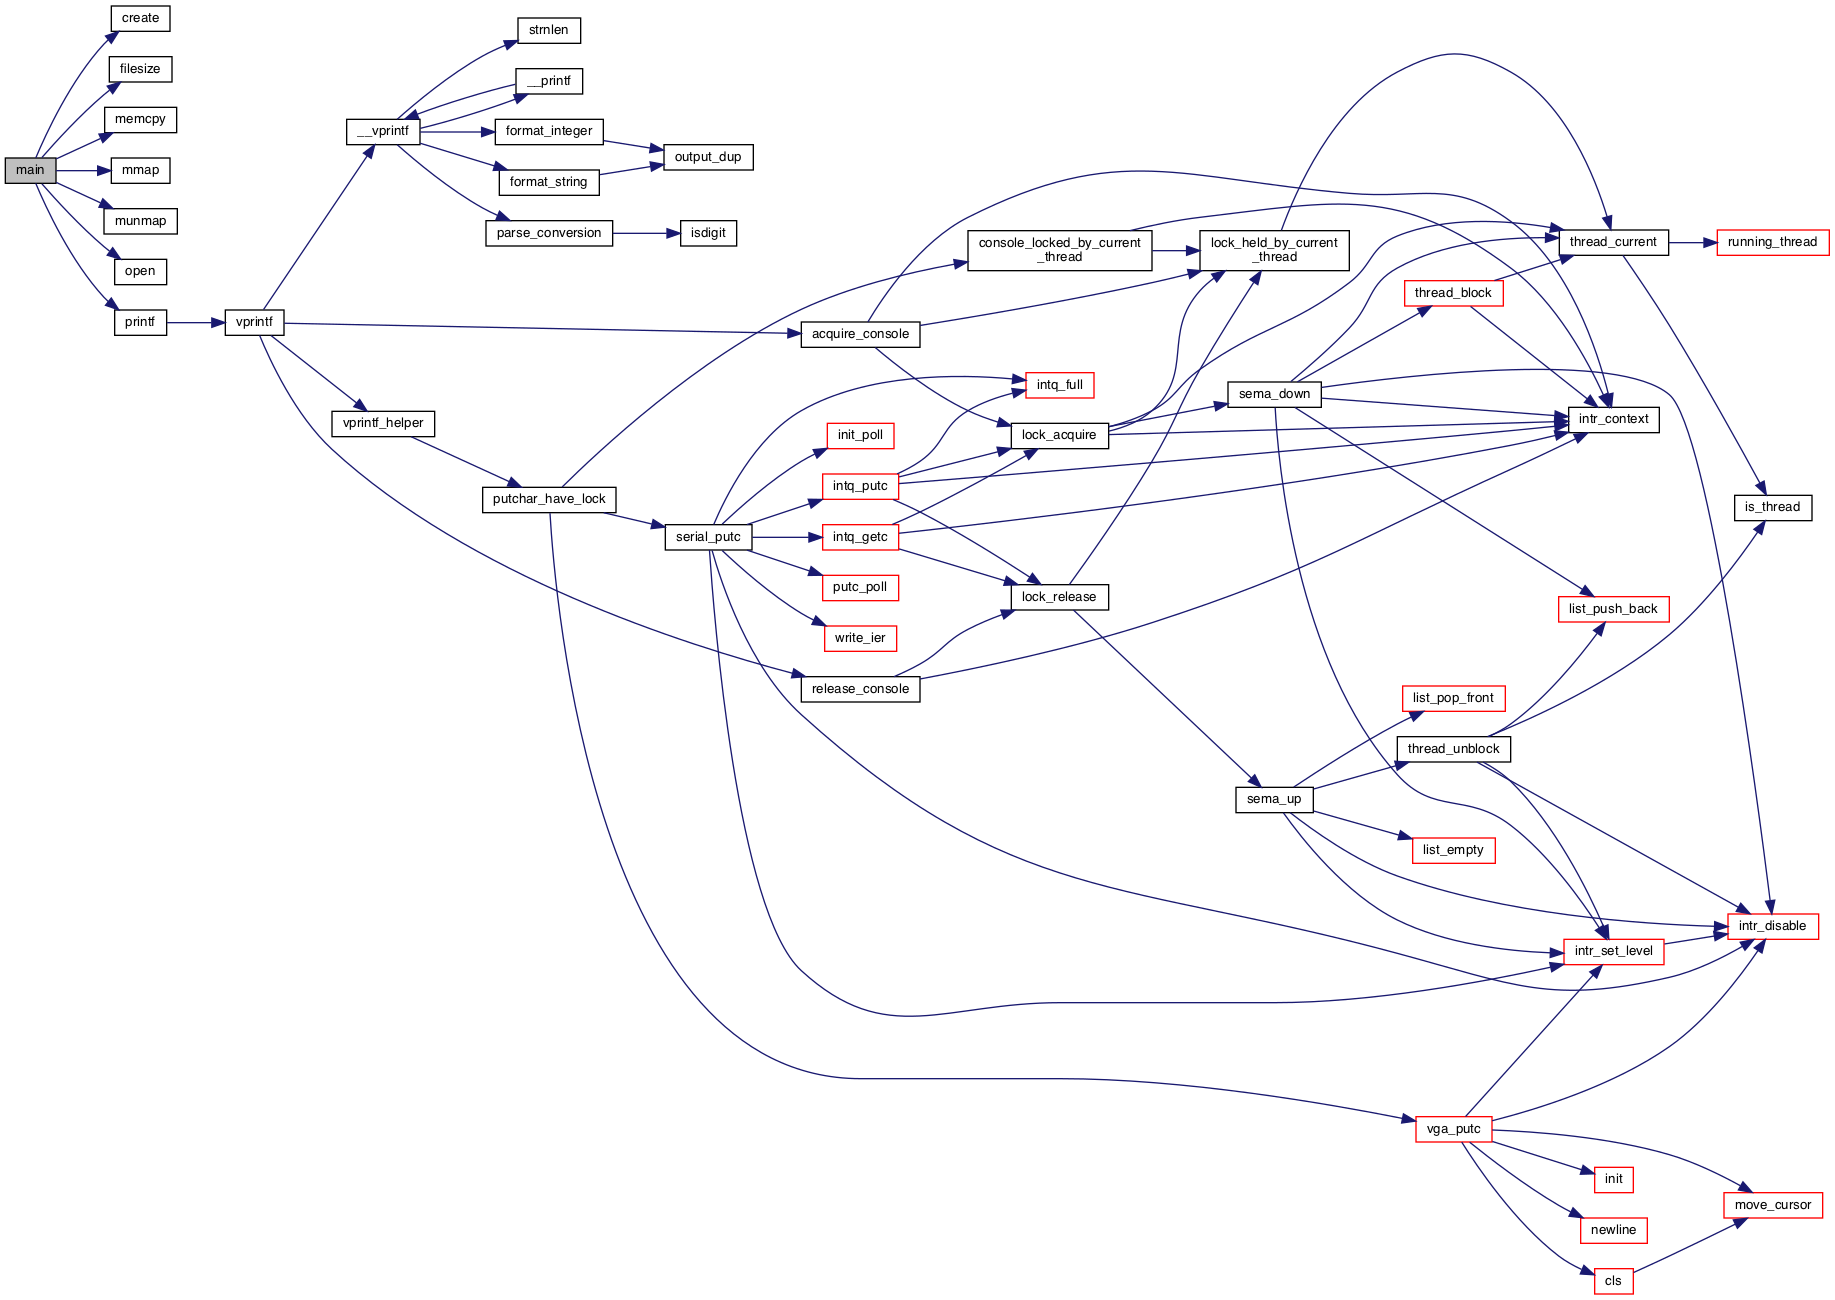 main
create
filesize
memcpy
mmap
munmap
open
printf
vprintf
__vprintf
strnlen
__printf
format_integer
format_string
parse_conversion
output_dup
isdigit
vprintf_helper
putchar_have_lock
acquire_console
serial_putc
init_poll
intq_putc
intq_getc
putc_poll
write_ier
release_console
console_locked_by_current
_thread
intq_full
lock_acquire
lock_release
lock_held_by_current
_thread
sema_down
sema_up
thread_block
list_pop_front
thread_unblock
list_empty
vga_putc
thread_current
intr_context
list_push_back
intr_set_level
init
newline
cls
running_thread
is_thread
intr_disable
move_cursor